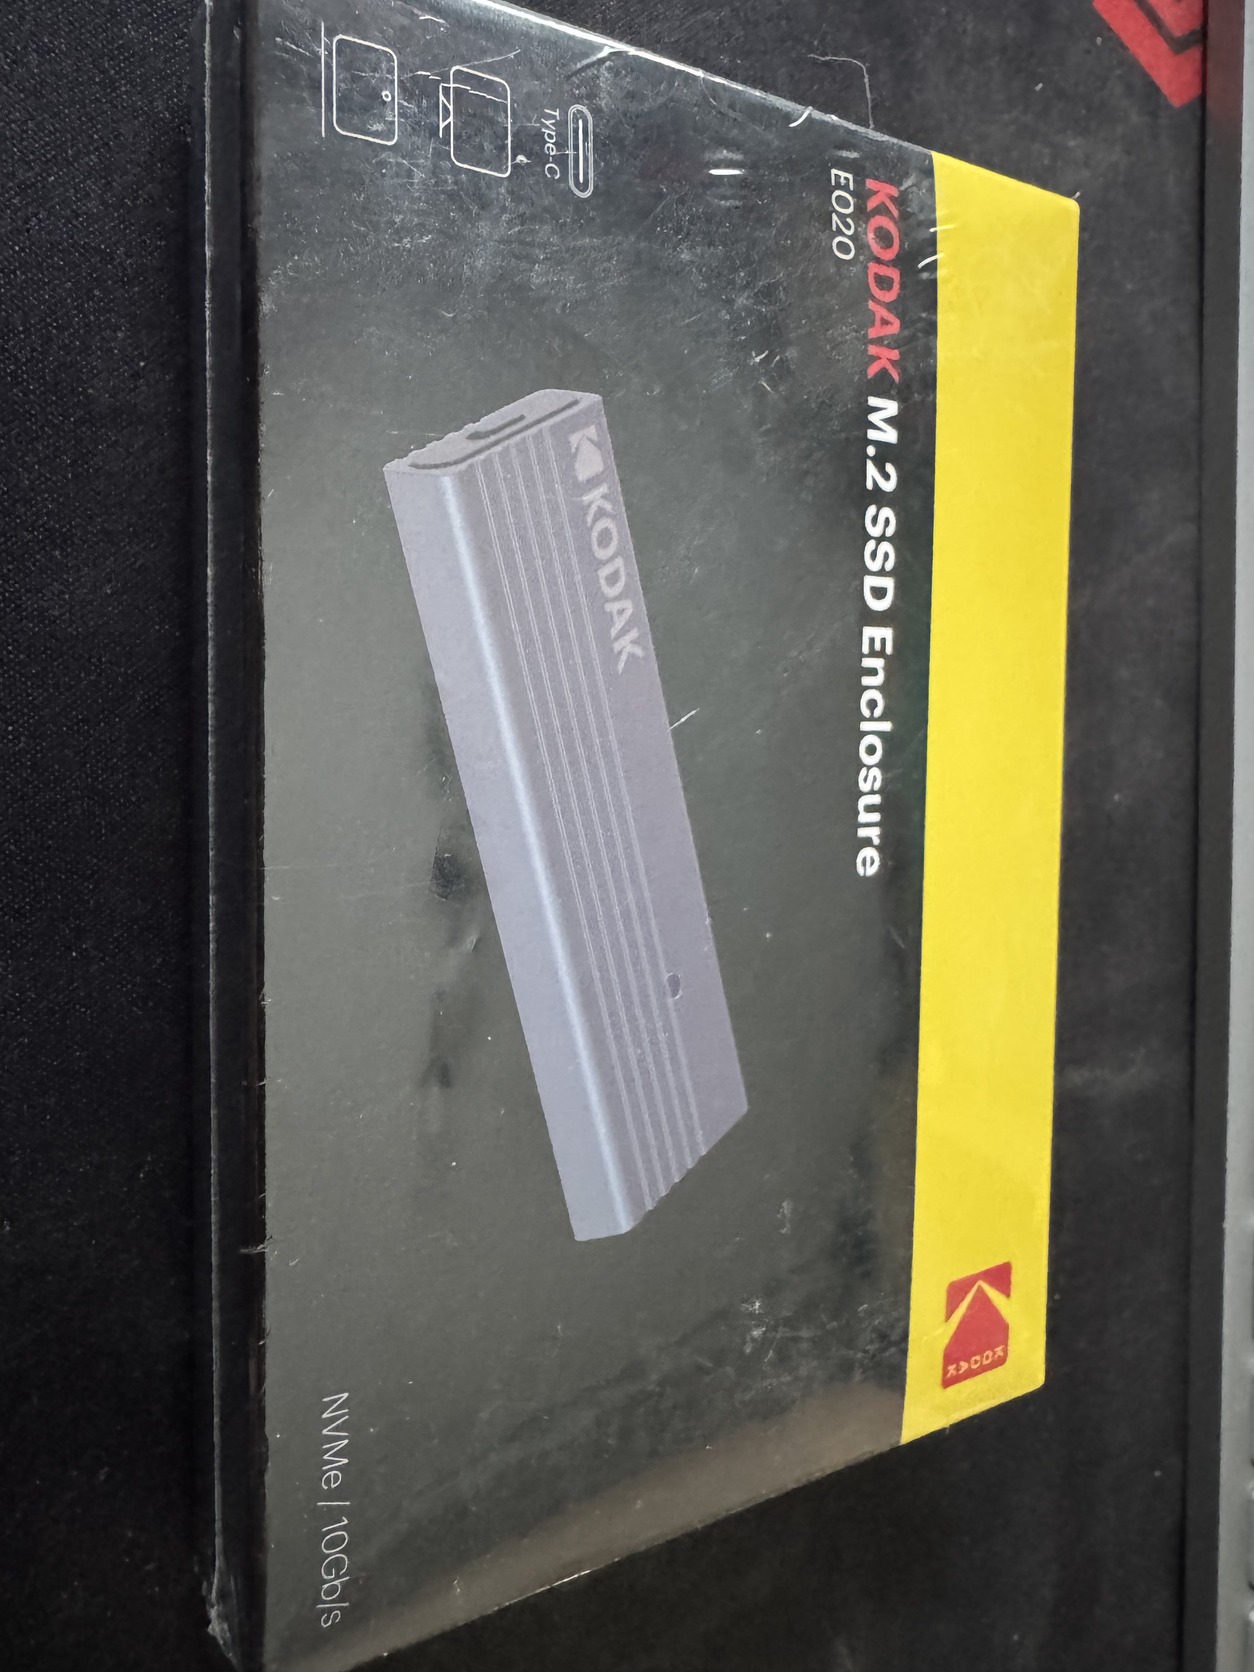 KODAK
KODAK M.2 SSD Enclosure
E020
Type-C
KODAK
NVMe | 10Gb/s